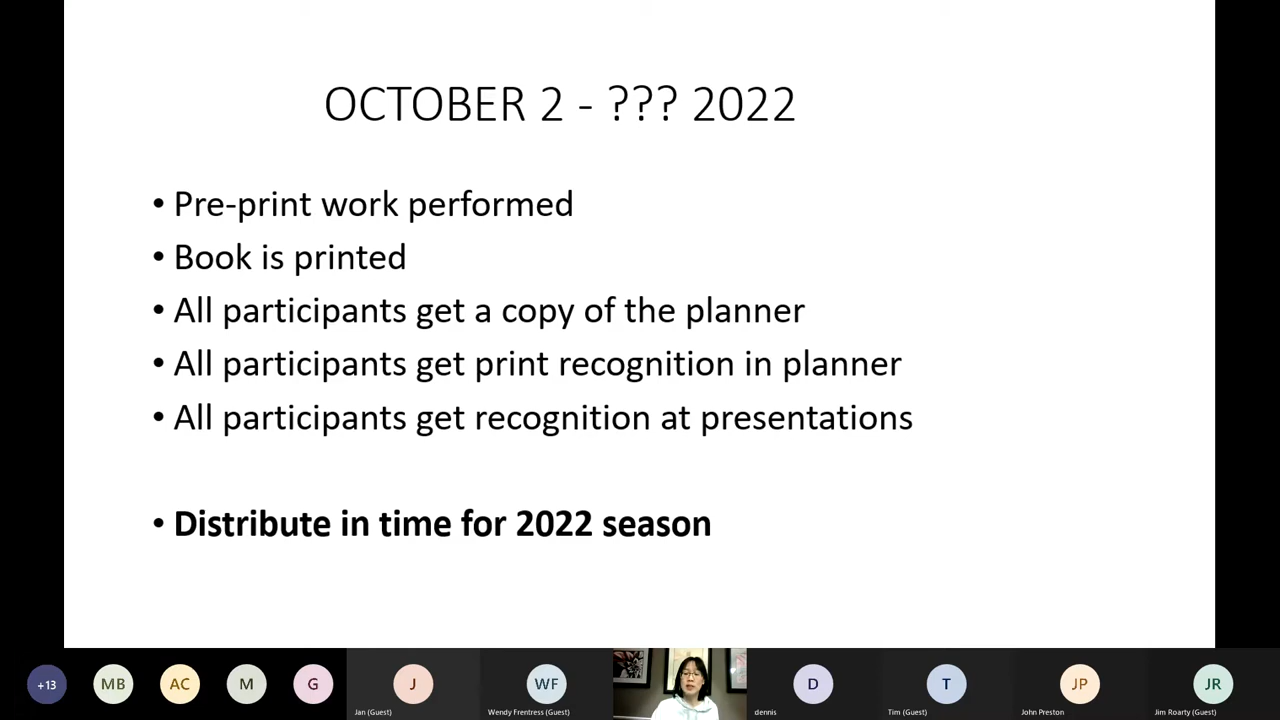 OCTOBER 2 - ??? 2022
• Pre-print work performed
• Book is printed
• All participants get a copy of the planner
• All participants get print recognition in planner
• All participants get recognition at presentations
• Distribute in time for 2022 season
+13 MB AC M G J WF D T JP JR
Jan (Guest) Wendy Frentress (Guest) dennis Tim (Guest) John Preston Jim Roarty (Guest)